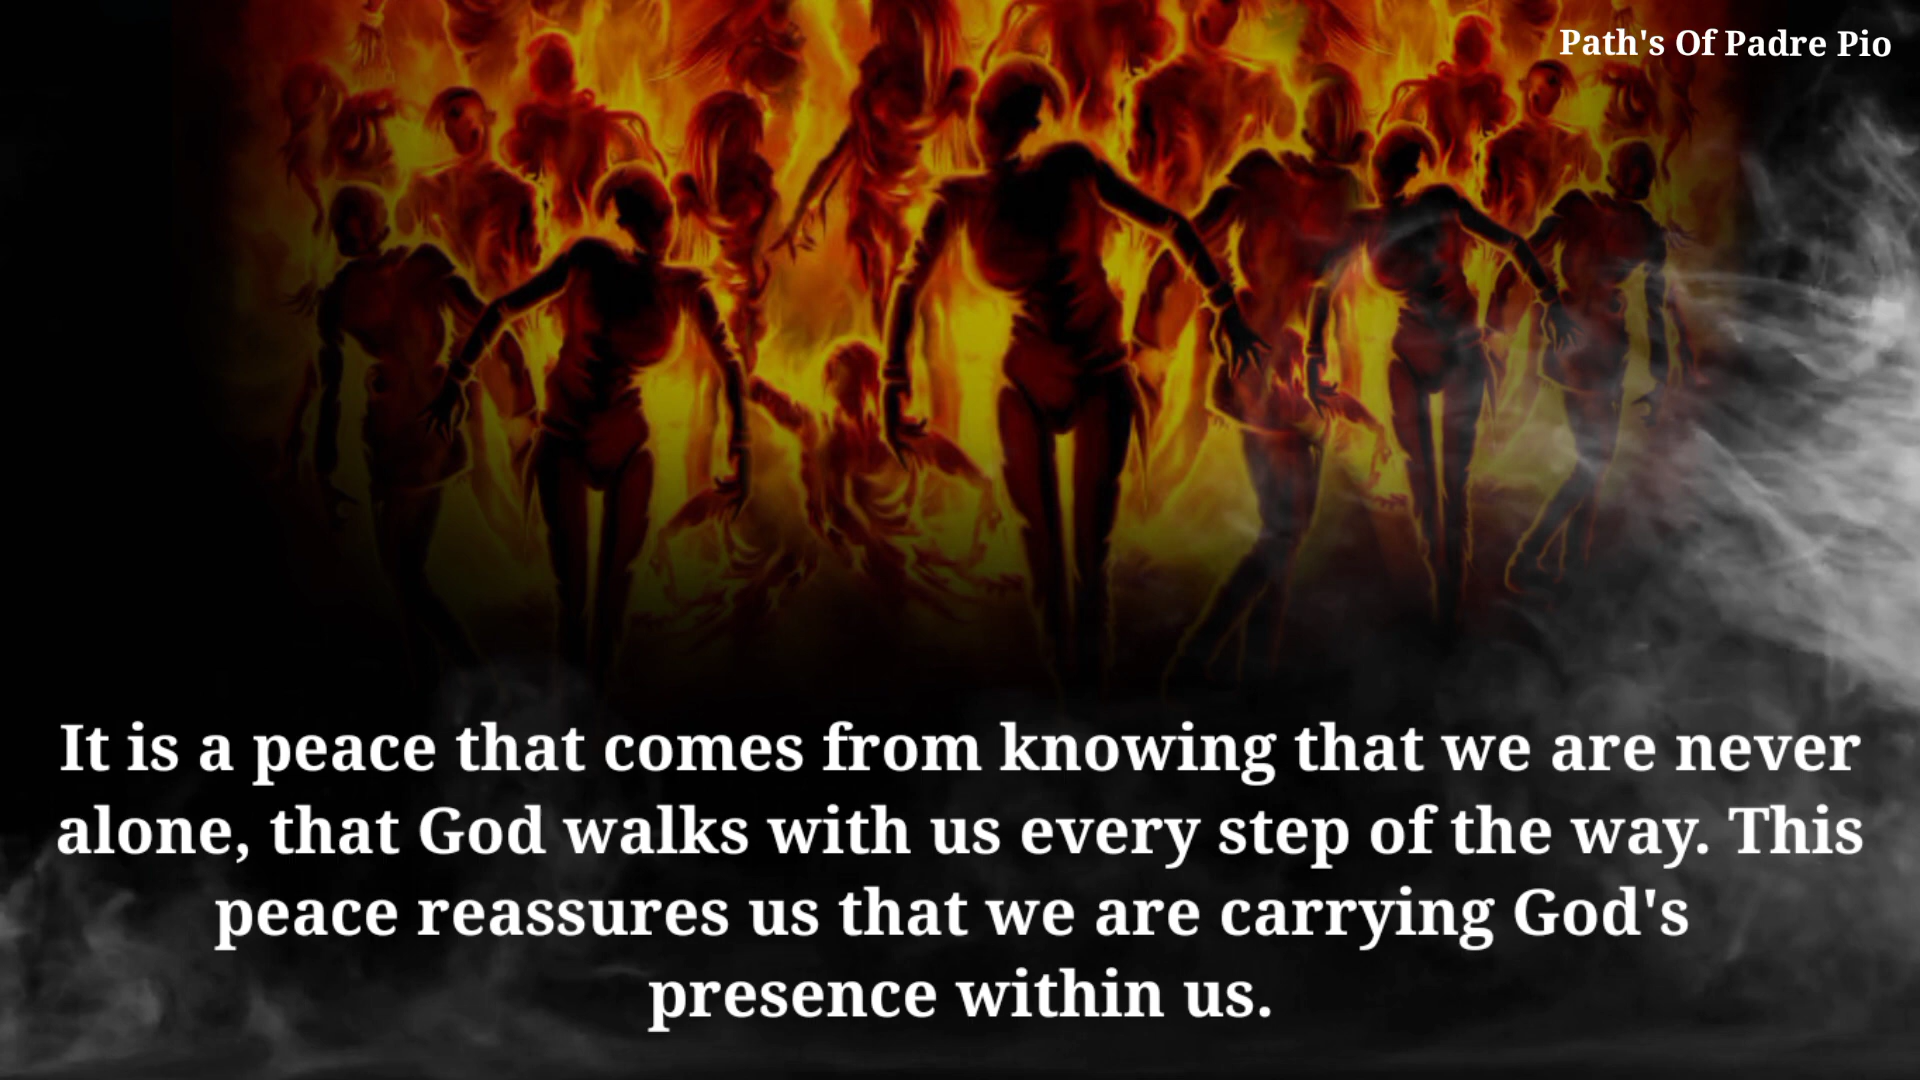 Path's Of Padre Pio
It is a peace that comes from knowing that we are never
alone, that God walks with us every step of the way. This
peace reassures us that we are carrying God's
presence within us.